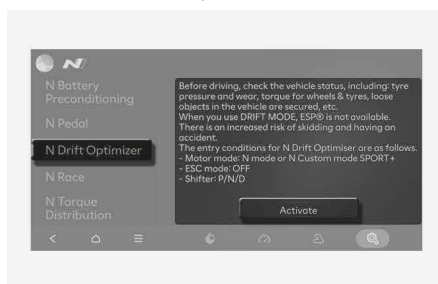 N
N Battery
Preconditioning
N Pedal
N Drift Optimizer
N Race
N Torque
Distribution
Before driving, check the vehicle status, including: tyre
pressure and wear, torque for wheels & tyres, loose
objects in the vehicle are secured, etc.
When you use DRIFT MODE, ESP® is not available.
There is an increased risk of skidding and having an
accident.
The entry conditions for N Drift Optimiser are as follows.
- Motor mode: N mode or N Custom mode SPORT+
- ESC mode: OFF
- Shifter: P/N/D
Activate